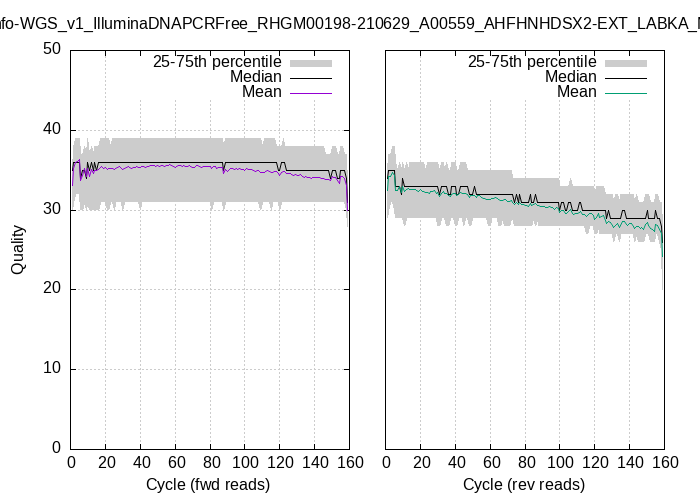 nfo-WGS_v1_IlluminaDNAPCRFree_RHGM00198-210629_A00559_AHFHNHDSX2-EXT_LABKA_
50
40
30
20
10
0
Quality
25-75th percentile
Median
Mean
0 20 40 60 80 100 120 140 160
Cycle (fwd reads)
25-75th percentile
Median
Mean
0 20 40 60 80 100 120 140 160
Cycle (rev reads)